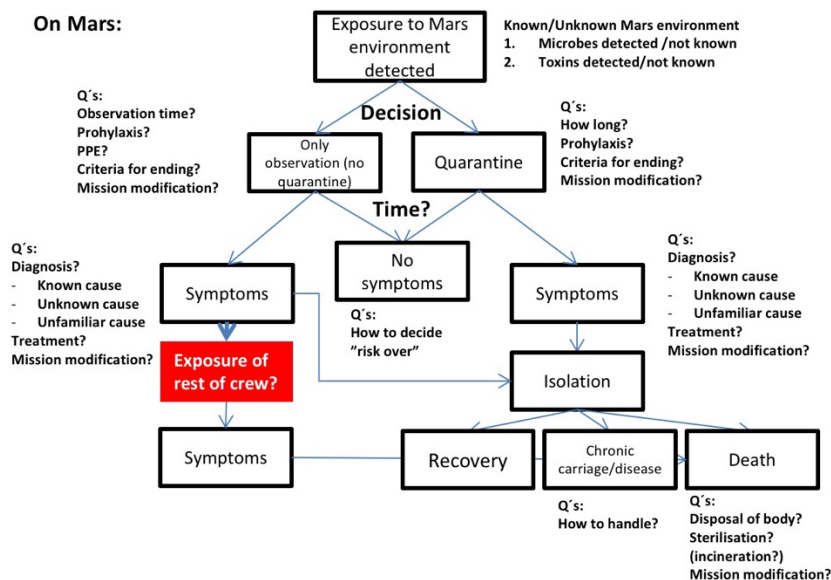 On Mars:
Exposure to Mars
environment
detected
Known/Unknown Mars environment
1. Microbes detected /not known
2. Toxins detected/not known
Q´s:
Observation time?
Prohylaxis?
PPE?
Criteria for ending?
Mission modification?
Decision
Q´s:
How long?
Prohylaxis?
Criteria for ending?
Mission modification?
Only
observation (no
quarantine)
Quarantine
Time?
Q´s:
Diagnosis?
- Known cause
- Unknown cause
- Unfamiliar cause
Treatment?
Mission modification?
Symptoms
No
symptoms
Q´s:
How to decide
”risk over”
Symptoms
Q´s:
Diagnosis?
- Known cause
- Unknown cause
- Unfamiliar cause
Treatment?
Mission modification?
Exposure of
rest of crew?
Isolation
Symptoms
Recovery
Chronic
carriage/disease
Death
Q´s:
How to handle?
Q´s:
Disposal of body?
Sterilisation?
(incineration?)
Mission modification?